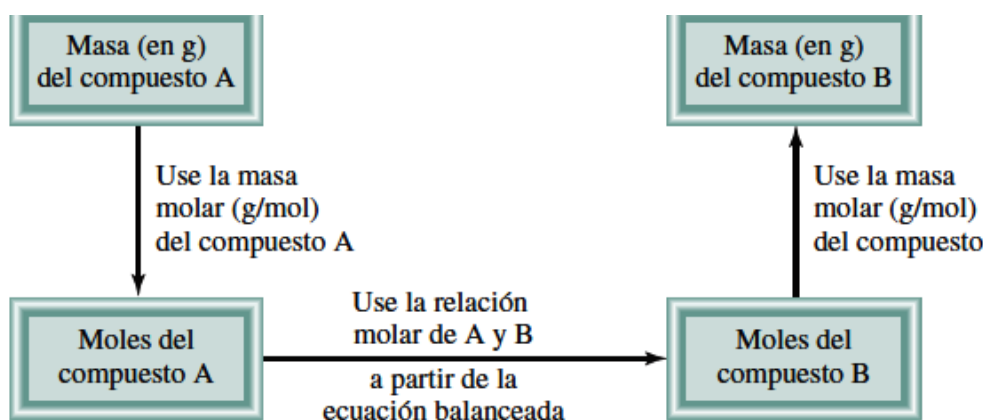 Masa (en g)
del compuesto A
Masa (en g)
del compuesto B
Use la masa
molar (g/mol)
del compuesto A
Use la masa
molar (g/mol)
del compuesto
Moles del
compuesto A
Use la relación
molar de A y B
a partir de la
ecuación balanceada
Moles del
compuesto B